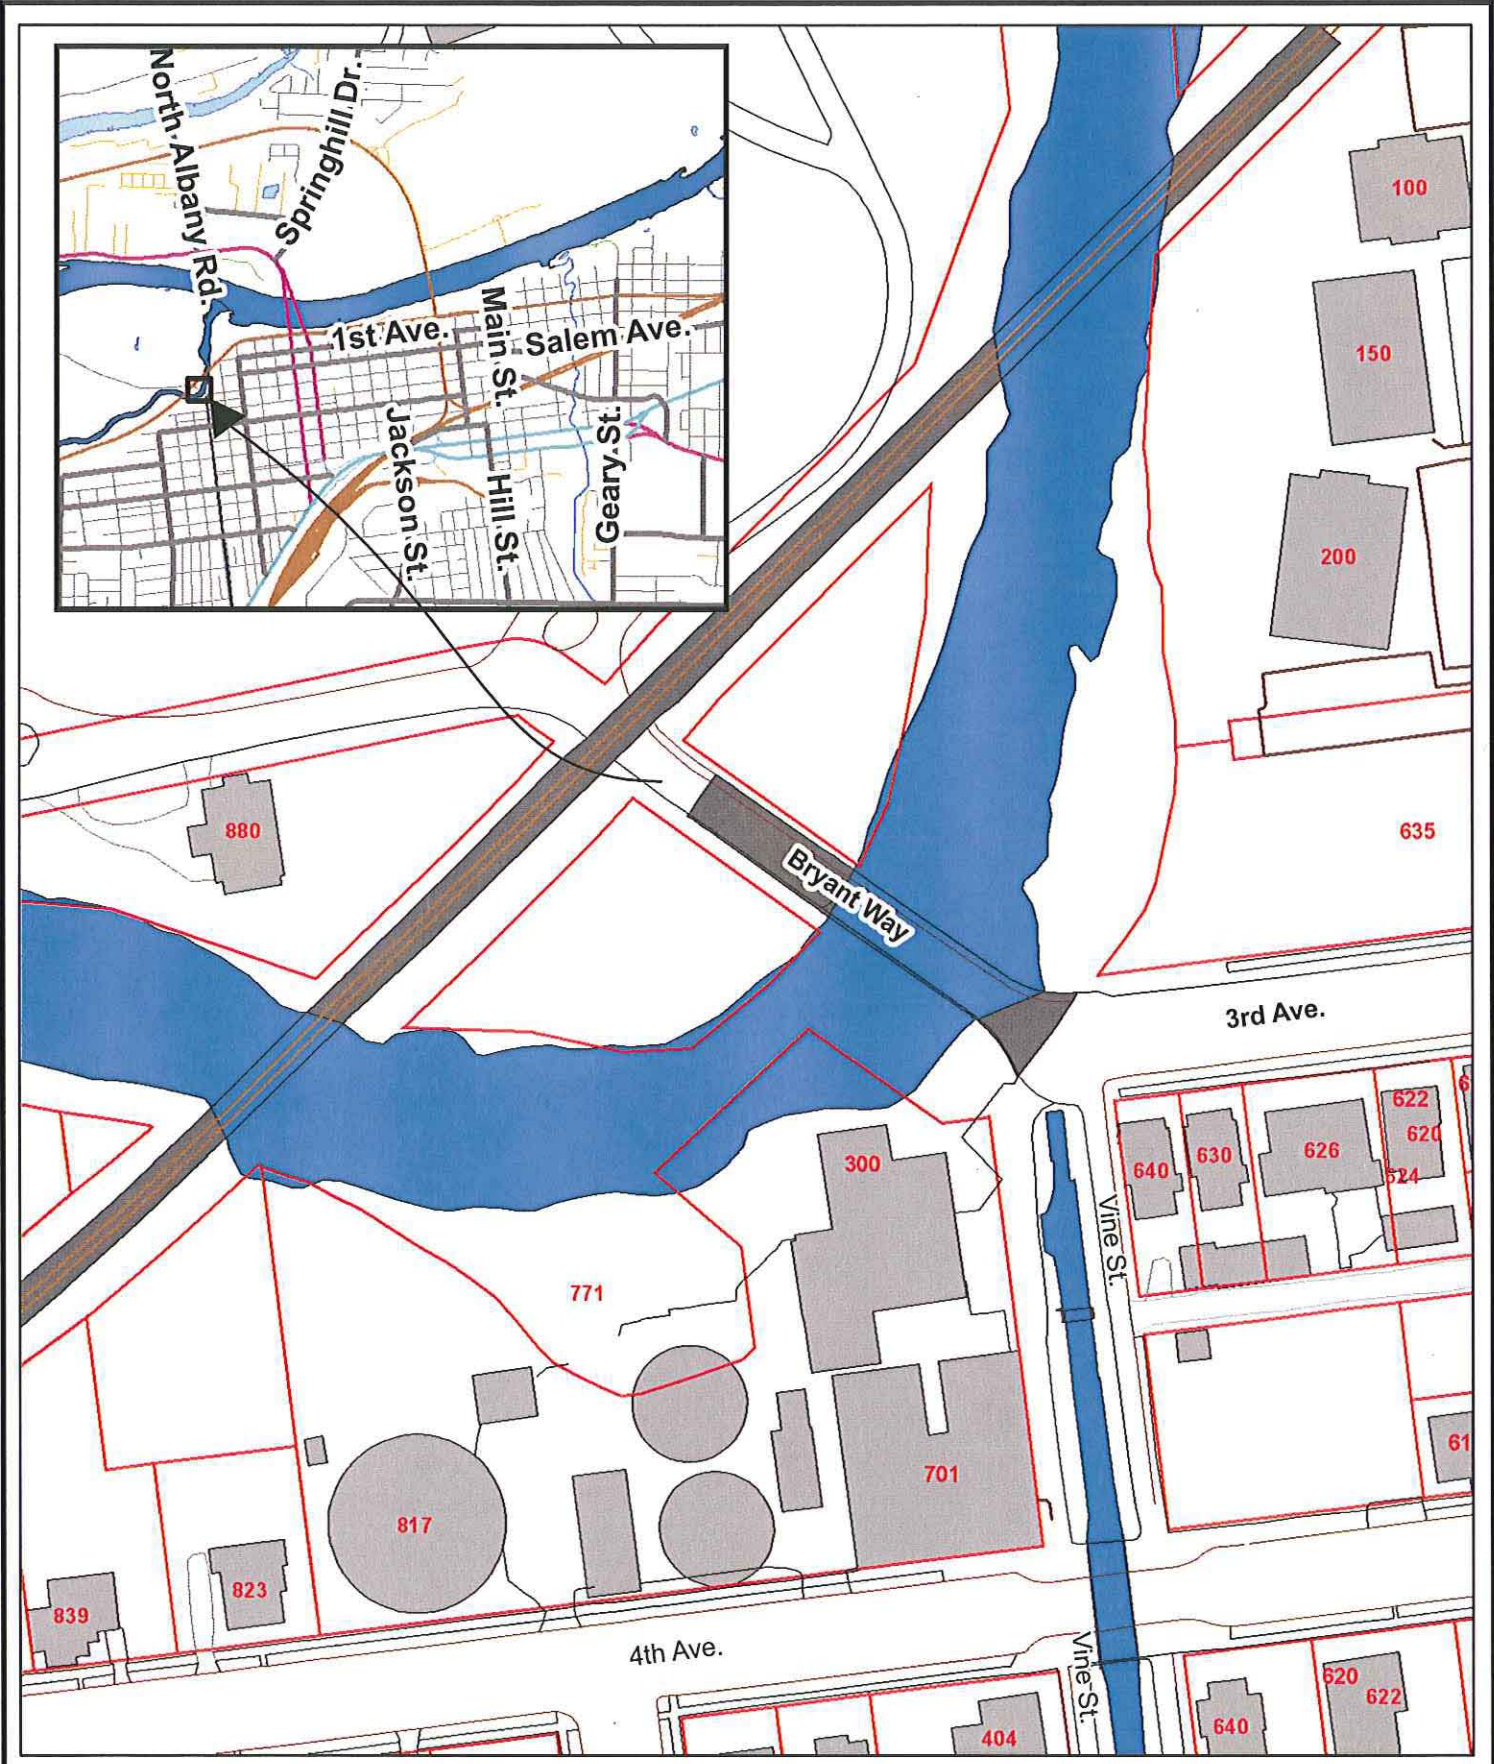 North Albany Rd.
Springhill Dr.
1st Ave.
Main St.
Salem Ave.
Jackson St.
Hill St.
Geary St.
100
150
200
880
635
Bryant Way
3rd Ave.
300
640
630
626
622
620
624
Vine St.
771
61
701
817
823
839
4th Ave.
Vine St.
404
640
620
622